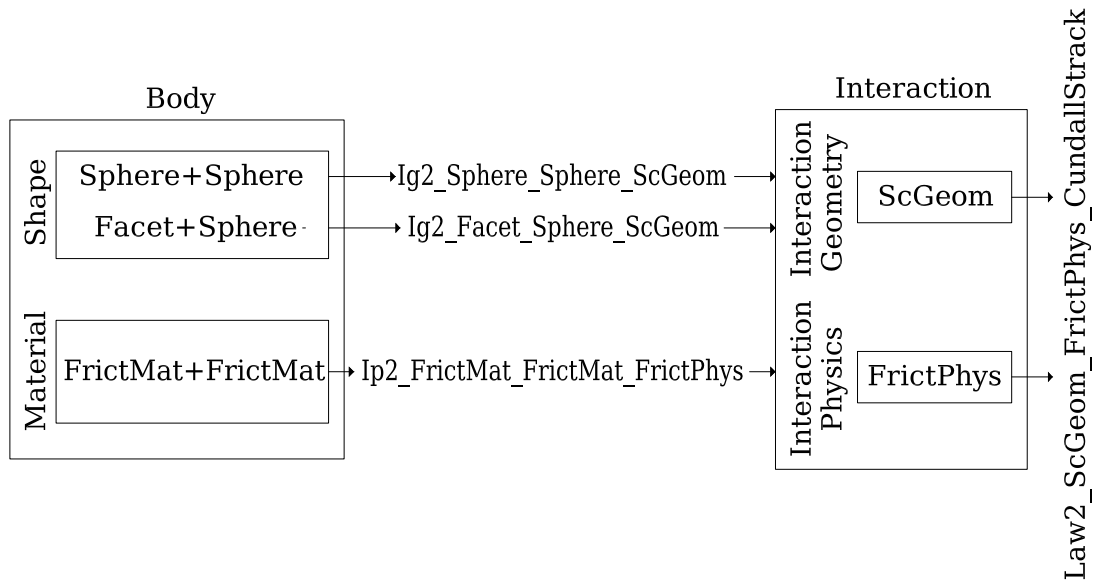 Body
Shape
Sphere+Sphere
Facet+Sphere
Material
FrictMat+FrictMat
Ig2_Sphere_Sphere_ScGeom
Ig2_Facet_Sphere_ScGeom
Ip2_FrictMat_FrictMat_FrictPhys
Interaction
Interaction
Geometry
ScGeom
Interaction
Physics
FrictPhys
Law2_ScGeom_FrictPhys_CundallStrack